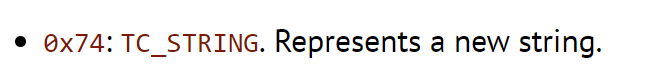 • 0x74: TC_STRING. Represents a new string.